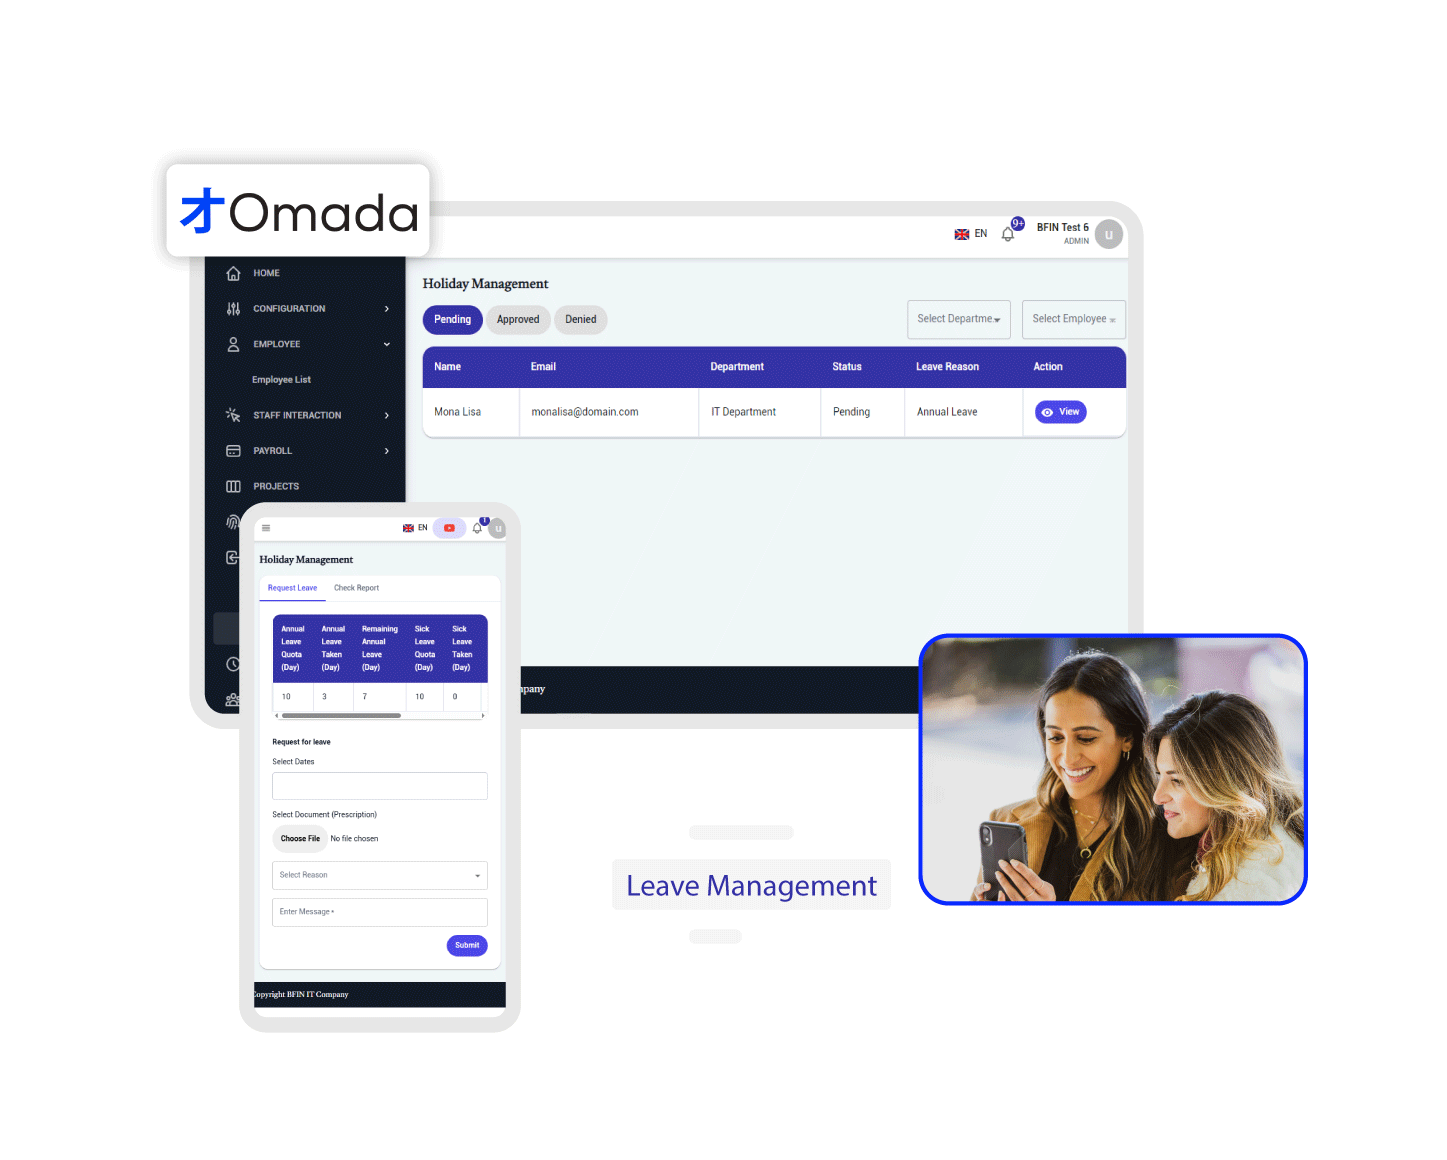 オOmada
EN
9+
BFIN Test 6
ADMIN
u
HOME
CONFIGURATION
EMPLOYEE
Employee List
STAFF INTERACTION
PAYROLL
PROJECTS
Holiday Management
Pending Approved Denied
Select Departme.. Select Employee
Name Email Department Status Leave Reason Action
Mona Lisa monalisa@domain.com IT Department Pending Annual Leave View
npany
EN
1
u
Holiday Management
Request Leave Check Report
Annual Leave Quota (Day) Annual Leave Taken (Day) Remaining Annual Leave (Day) Sick Leave Quota (Day) Sick Leave Taken (Day)
10 3 7 10 0
Request for leave
Select Dates
Select Document (Prescription)
Choose File No file chosen
Select Reason
Enter Message *
Submit
Copyright BFIN IT Company
Leave Management